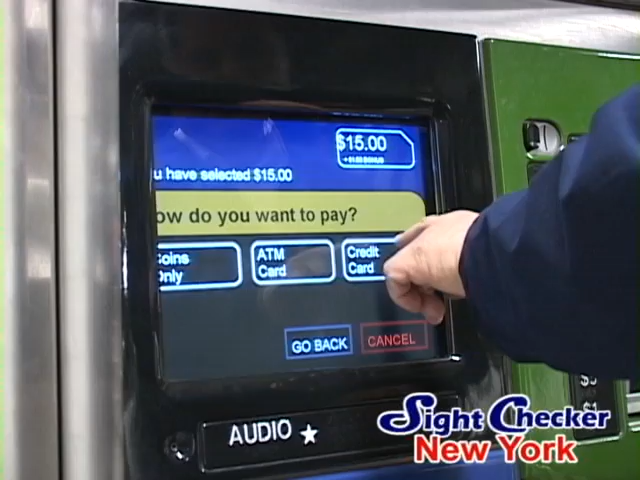 $15.00
u have selected $15.00
ow do you want to pay?
oins
Only
ATM
Card
Credit
Card
GO BACK
CANCEL
AUDIO ★
Sight Checker
New York